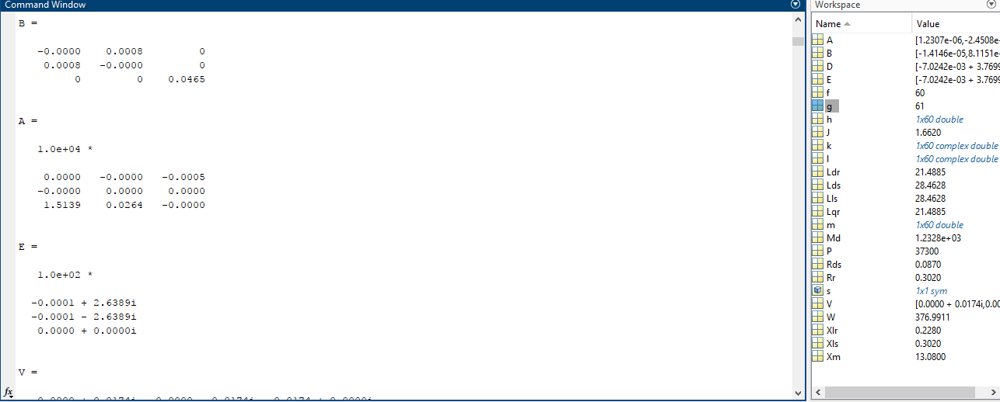 Command Window
B =
-0.0000 0.0008 0
0.0008 -0.0000 0
0 0 0.0465
A =
1.0e+04 *
0.0000 -0.0000 -0.0005
-0.0000 0.0000 0.0000
1.5139 0.0264 -0.0000
E =
1.0e+02 *
-0.0001 + 2.6389i
-0.0001 - 2.6389i
0.0000 + 0.0000i
V =
fx
Workspace
Name Value
A [1.2307e-06,-2.4508e-
B [-1.4146e-05,8.1151e-
D [-7.0242e-03 + 3.769
E [-7.0242e-03 + 3.769
f 60
g 61
h 1x60 double
J 1.6620
k 1x60 complex double
l 1x60 complex double
Ldr 21.4885
Lds 28.4628
Lls 28.4628
Lqr 21.4885
m 1x60 double
Md 1.2328e+03
P 37300
Rds 0.0870
Rr 0.3020
s 1x1 sym
V [0.0000 + 0.0174i,0.00
W 376.9911
Xlr 0.2280
Xls 0.3020
Xm 13.0800